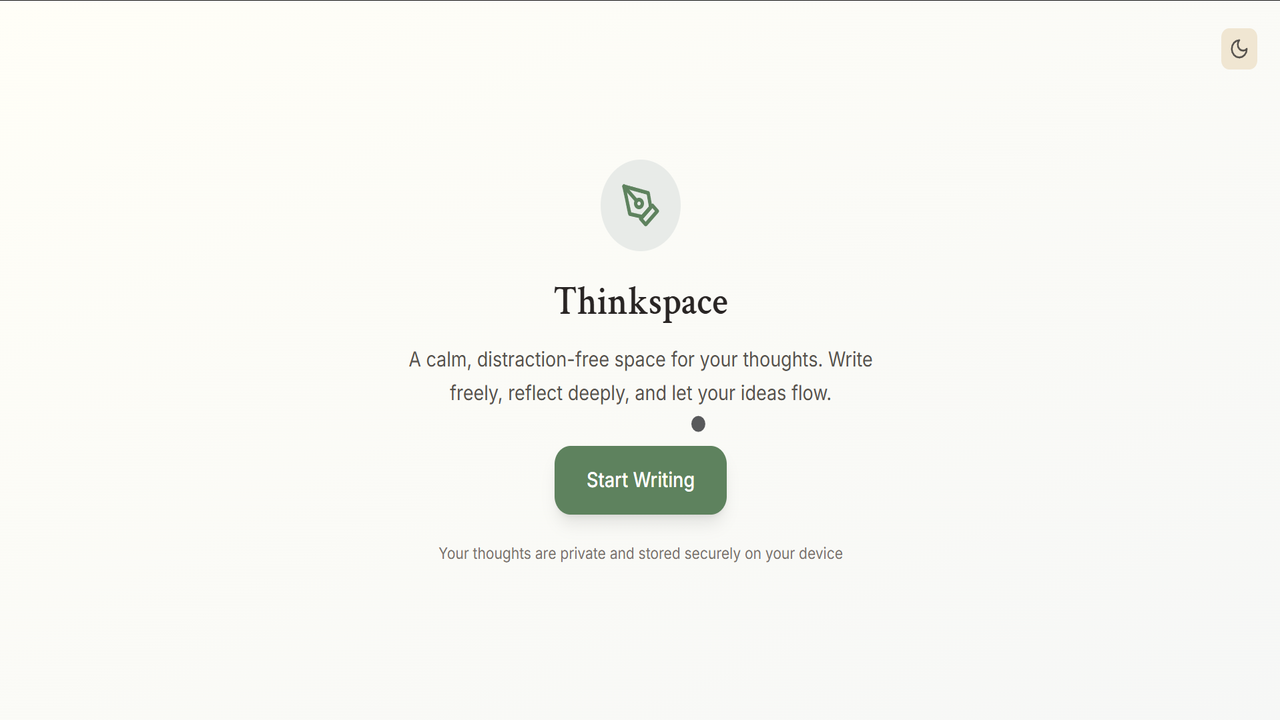 Thinkspace
A calm, distraction-free space for your thoughts. Write
freely, reflect deeply, and let your ideas flow.
Start Writing
Your thoughts are private and stored securely on your device